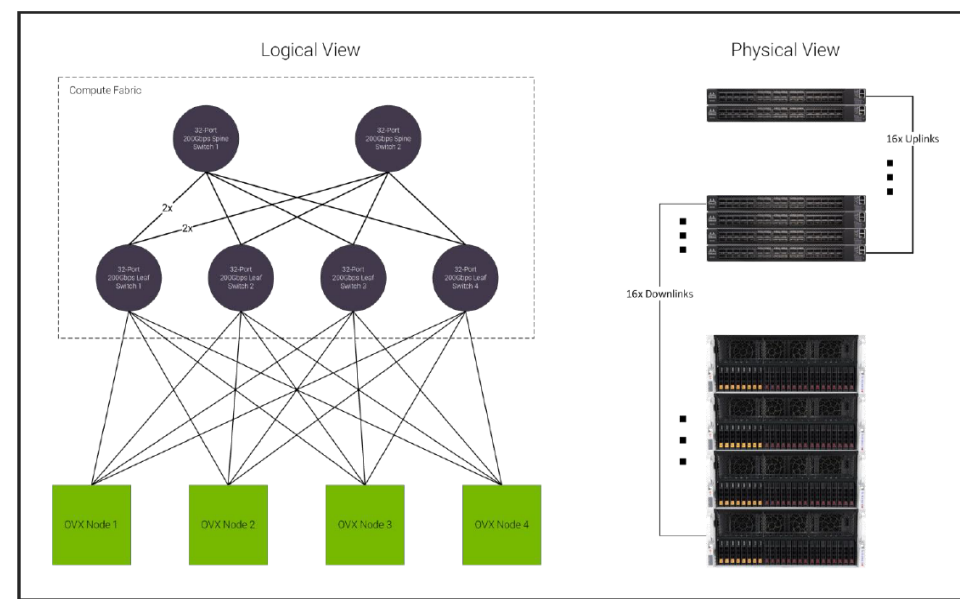 Logical View
Physical View
Compute Fabric
32-Port
200Gbps Spine
Switch 1
32-Port
200Gbps Spine
Switch 2
16x Uplinks
2x
2x
32-Port
200Gbps Leaf
Switch 1
32-Port
200Gbps Leaf
Switch 2
32-Port
200Gbps Leaf
Switch 3
32-Port
200Gbps Leaf
Switch 4
16x Downlinks
OVX Node 1
OVX Node 2
OVX Node 3
OVX Node 4